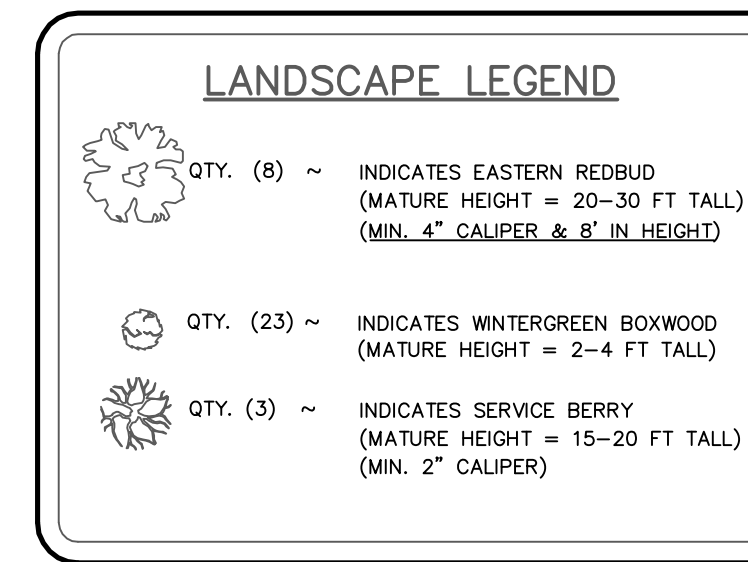 LANDSCAPE LEGEND
QTY. (8) ~ INDICATES EASTERN REDBUD
(MATURE HEIGHT = 20-30 FT TALL)
(MIN. 4" CALIPER & 8' IN HEIGHT)
QTY. (23) ~ INDICATES WINTERGREEN BOXWOOD
(MATURE HEIGHT = 2-4 FT TALL)
QTY. (3) ~ INDICATES SERVICE BERRY
(MATURE HEIGHT = 15-20 FT TALL)
(MIN. 2" CALIPER)